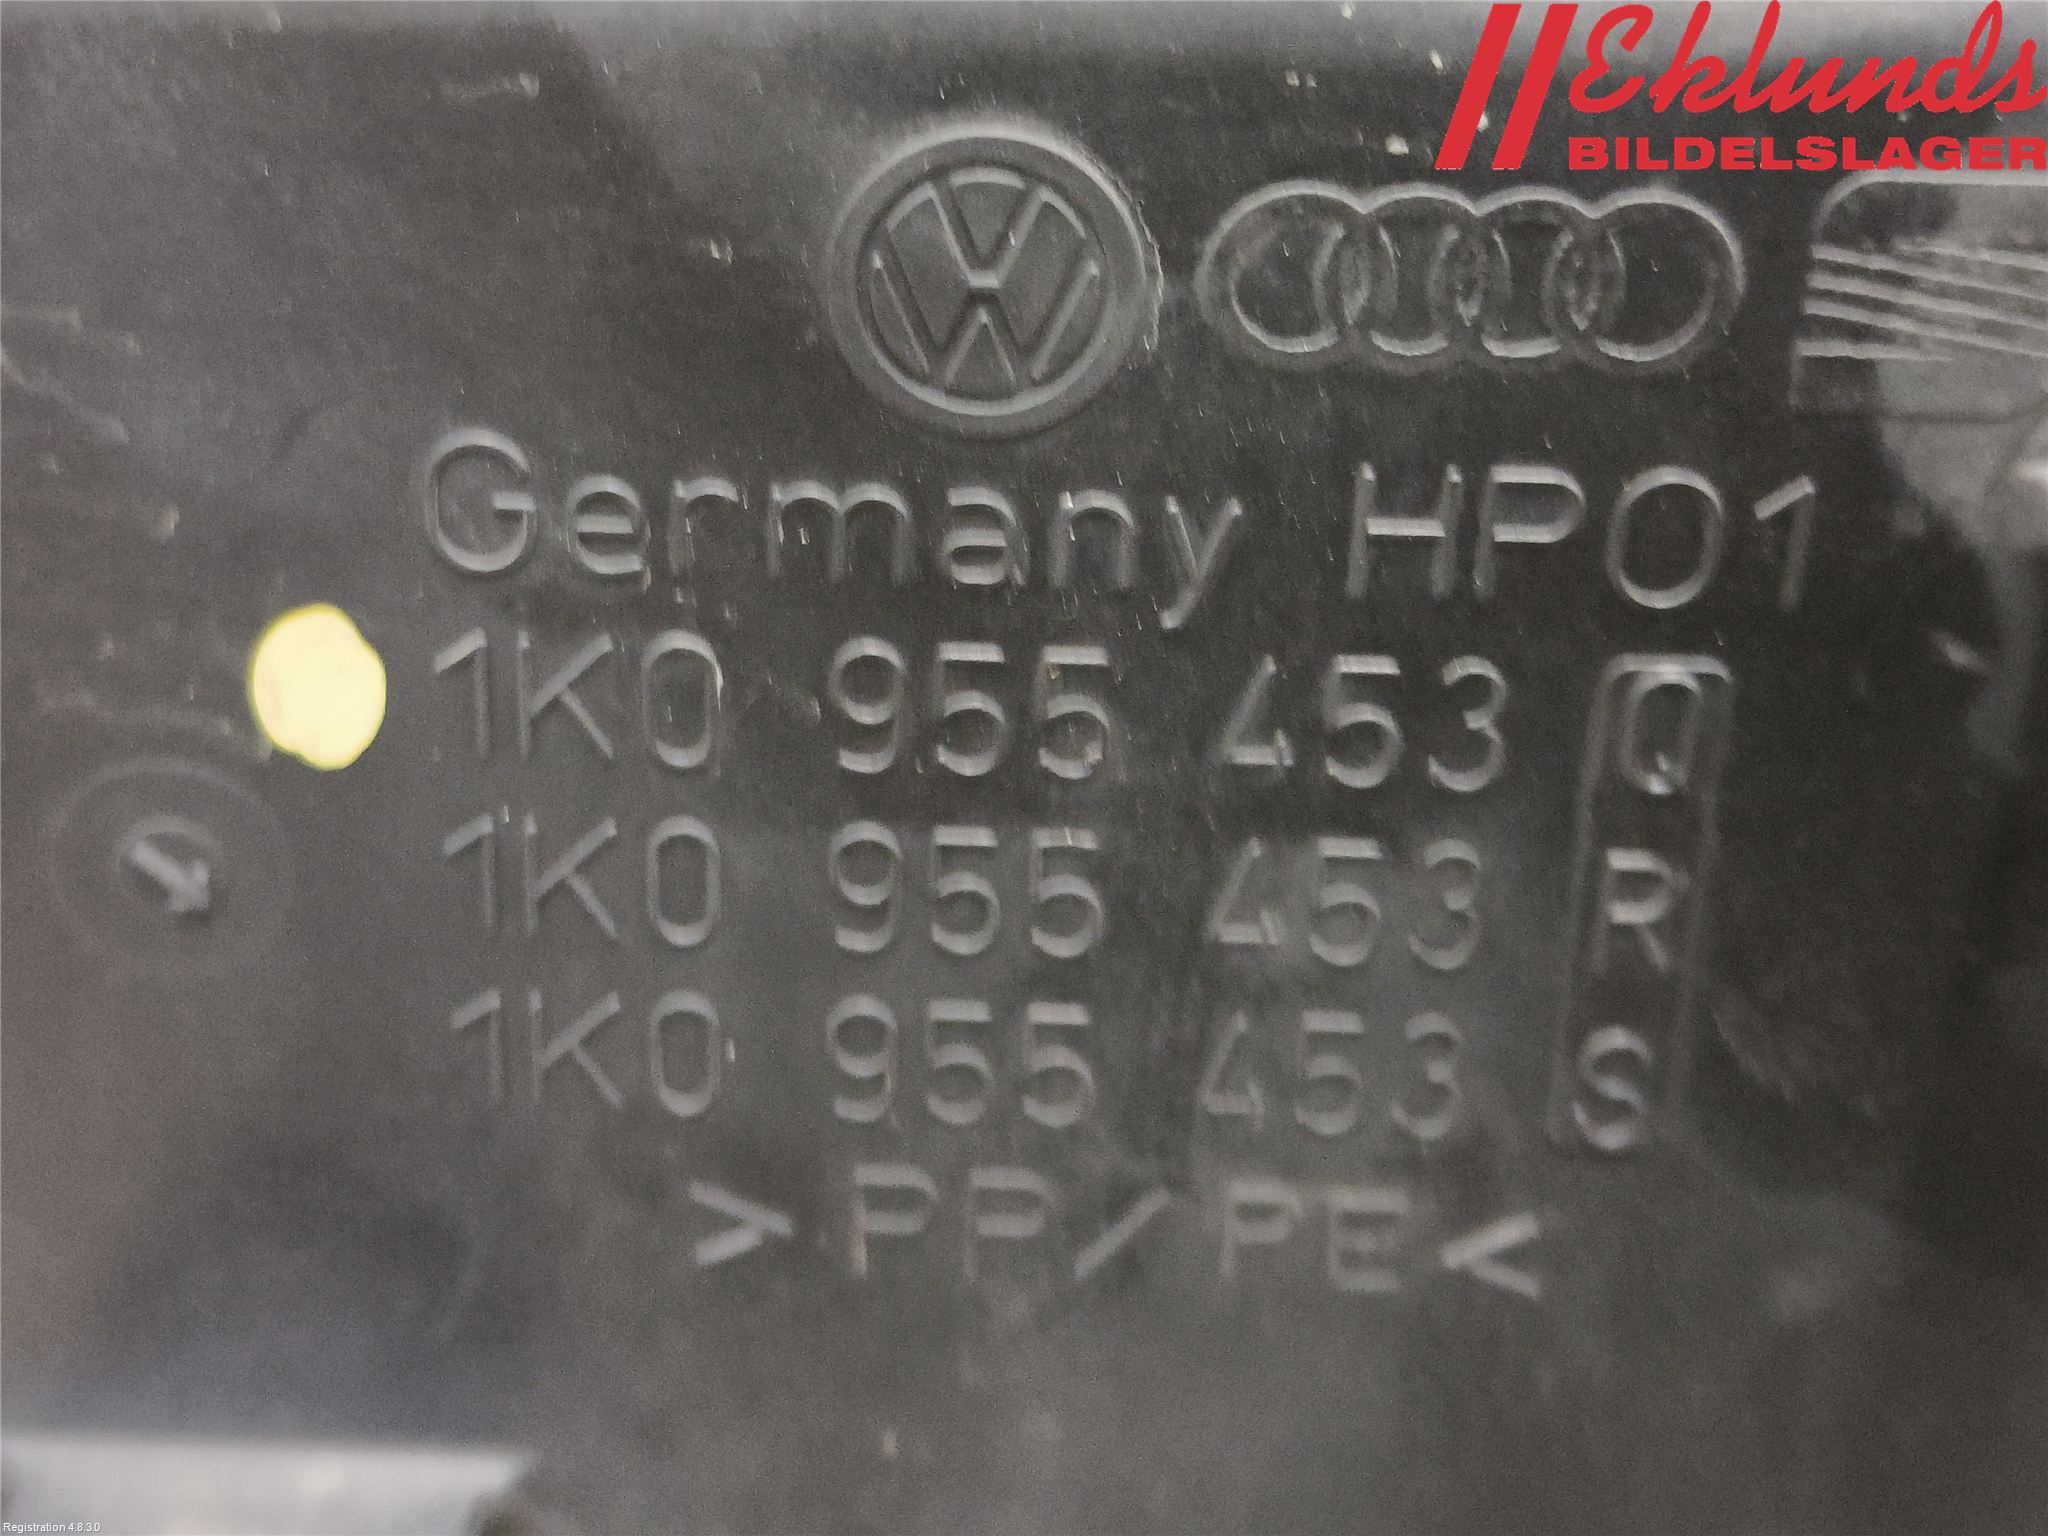 Eklunds
BILDELSLAGER
Germany HP01
1K0 955 453 Q
1K0 955 453 R
1K0 955 453 S
>PP/PE<
Registration 4.8.3.0